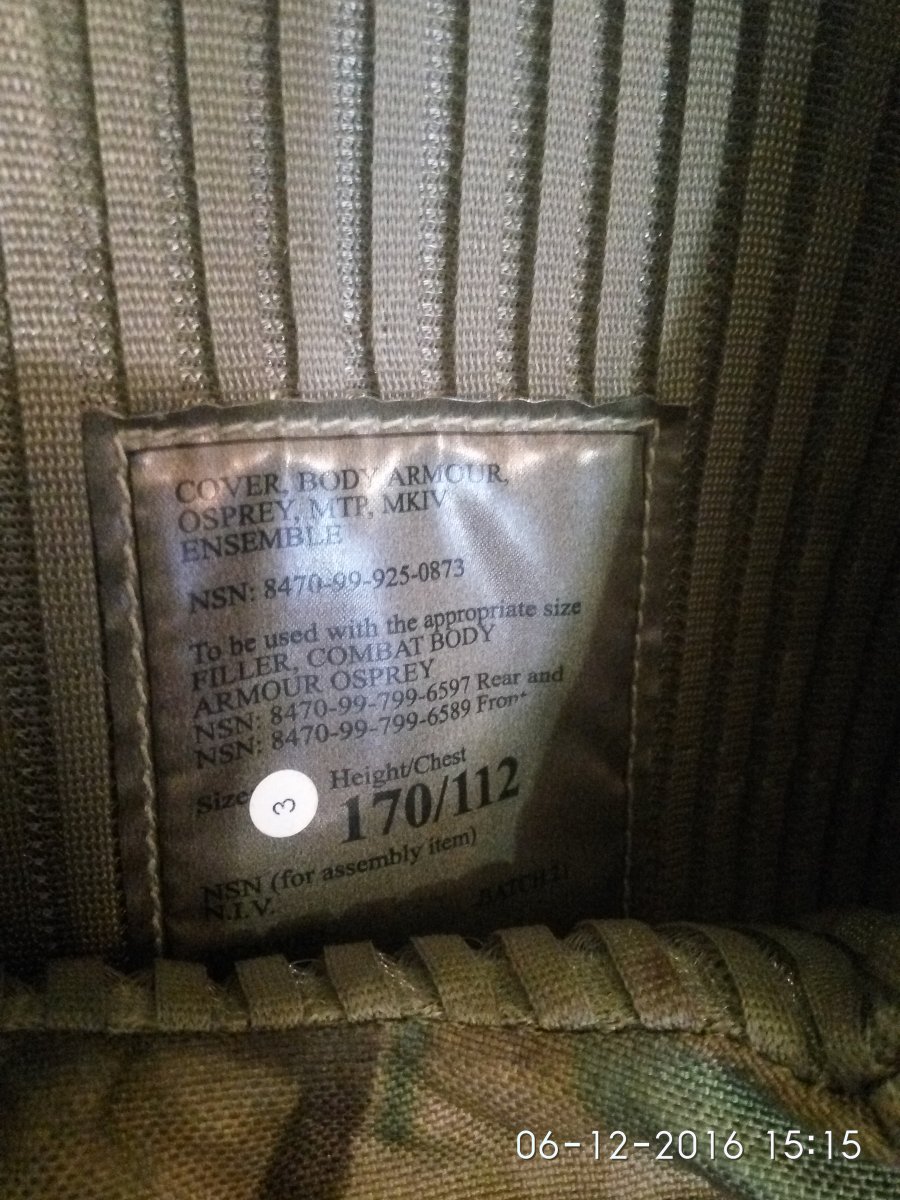 COVER, BODY ARMOUR,
OSPREY, MTP, MKIV
ENSEMBLE
NSN: 8470-99-925-0873
To be used with the appropriate size
FILLER, COMBAT BODY
ARMOUR OSPREY
NSN: 8470-99-799-6597 Rear and
NSN: 8470-99-799-6589 Front
Size 3 Height/Chest
170/112
NSN (for assembly item)
N.I.V.
BATCH
06-12-2016 15:15